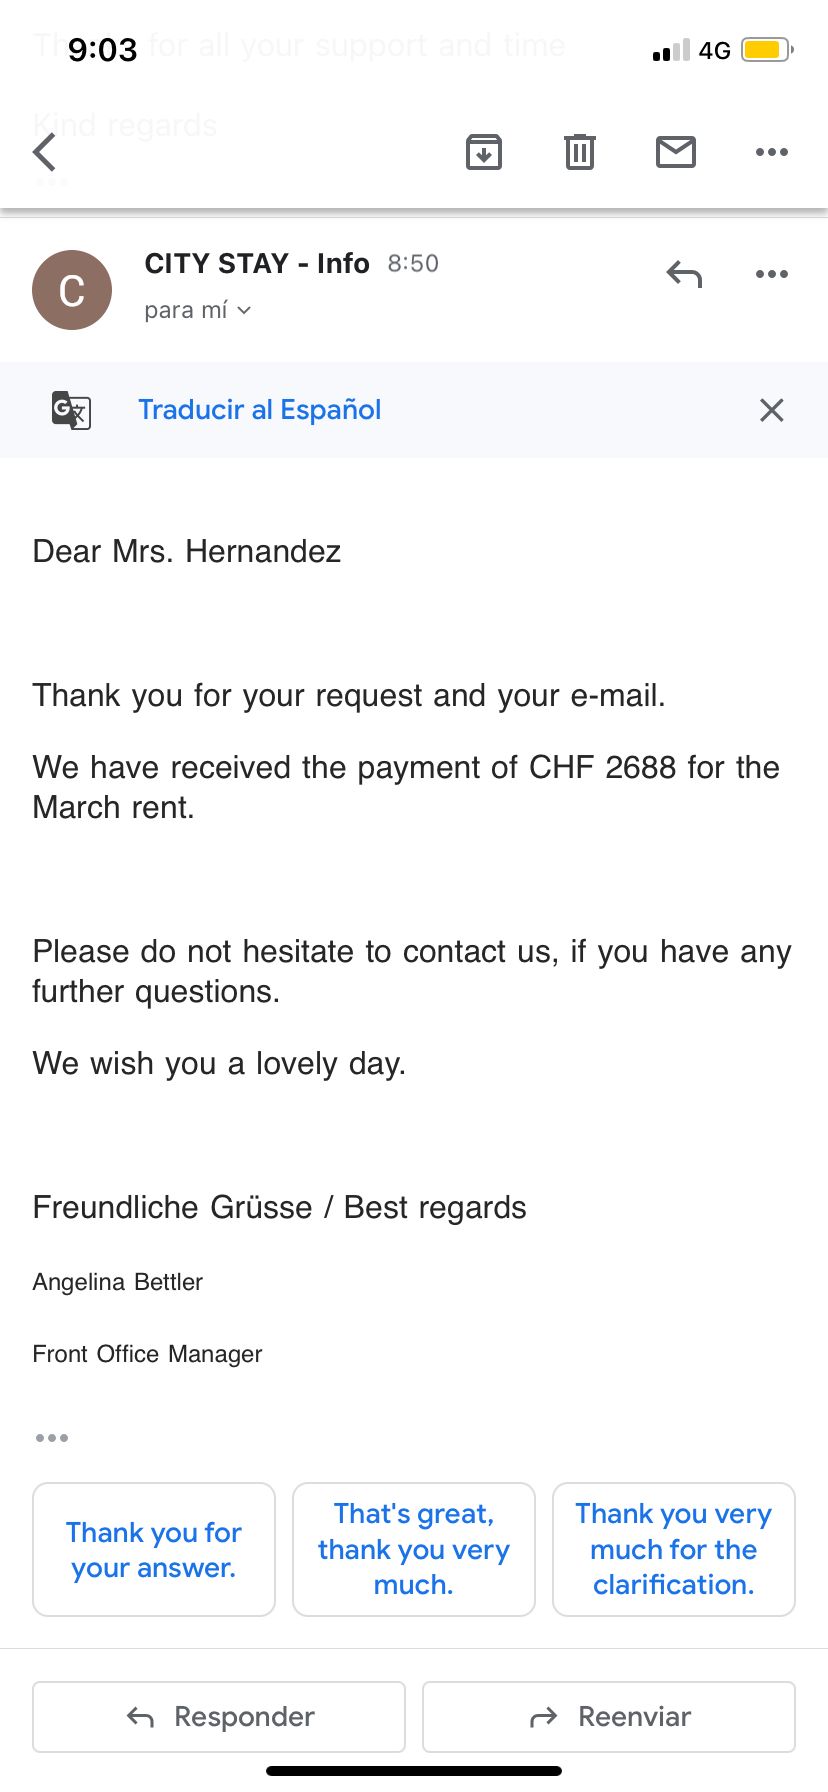 Thank you for all your support and time
9:03
4G
Kind regards
CITY STAY - Info 8:50
C
para mí
Traducir al Español
Dear Mrs. Hernandez
Thank you for your request and your e-mail.
We have received the payment of CHF 2688 for the
March rent.
Please do not hesitate to contact us, if you have any
further questions.
We wish you a lovely day.
Freundliche Grüsse / Best regards
Angelina Bettler
Front Office Manager
Thank you for
your answer.
That's great,
thank you very
much.
Thank you very
much for the
clarification.
Responder
Reenviar